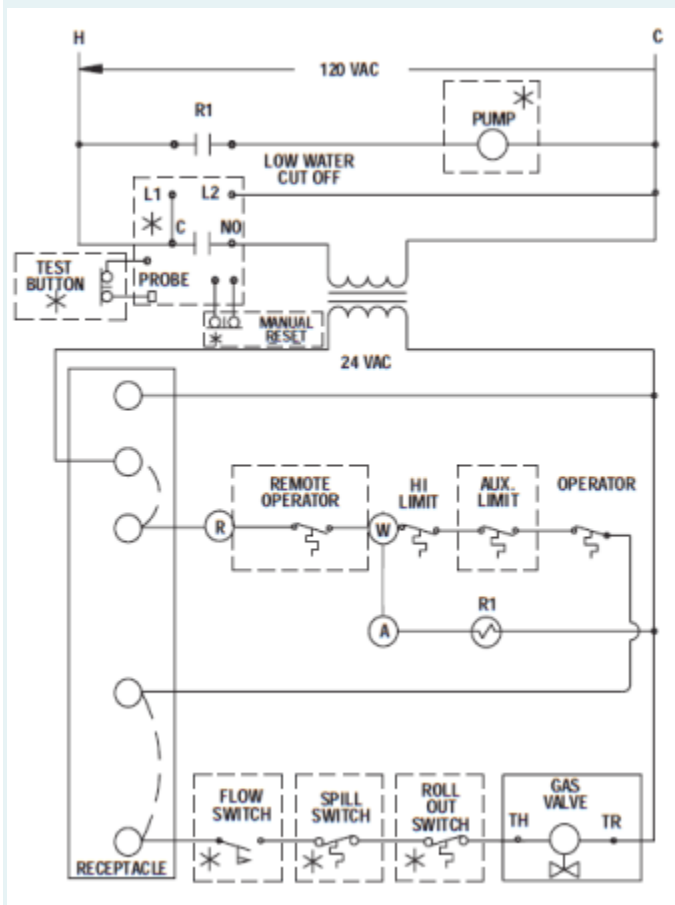 H
C
120 VAC
R1
PUMP
LOW WATER
CUT OFF
L1
L2
C
NO
TEST
BUTTON
PROBE
MANUAL
RESET
24 VAC
REMOTE
OPERATOR
HI
LIMIT
AUX.
LIMIT
OPERATOR
R
W
R1
A
FLOW
SWITCH
SPILL
SWITCH
ROLL
OUT
SWITCH
GAS
VALVE
TH
TR
RECEPTACLE